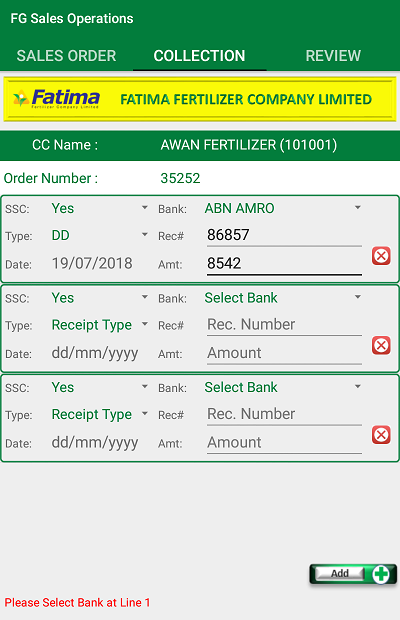 FG Sales Operations
SALES ORDER COLLECTION REVIEW
Fatima FATIMA FERTILIZER COMPANY LIMITED
Fertilizer Company Limited
CC Name : AWAN FERTILIZER (101001)
Order Number : 35252
SSC: Yes Bank: ABN AMRO
Type: DD Rec# 86857
Date: 19/07/2018 Amt: 8542
SSC: Yes Bank: Select Bank
Type: Receipt Type Rec# Rec. Number
Date: dd/mm/yyyy Amt: Amount
SSC: Yes Bank: Select Bank
Type: Receipt Type Rec# Rec. Number
Date: dd/mm/yyyy Amt: Amount
Add
Please Select Bank at Line 1